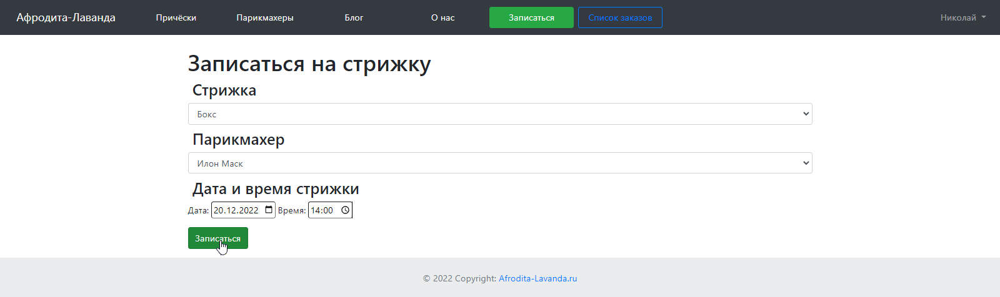 Афродита-Лаванда Причёски Парикмахеры Блог О нас Записаться Список заказов Николай
Записаться на стрижку
Стрижка
Бокс
Парикмахер
Илон Маск
Дата и время стрижки
Дата: 20.12.2022 Время: 14:00
Записаться
© 2022 Copyright: Afrodita-Lavanda.ru